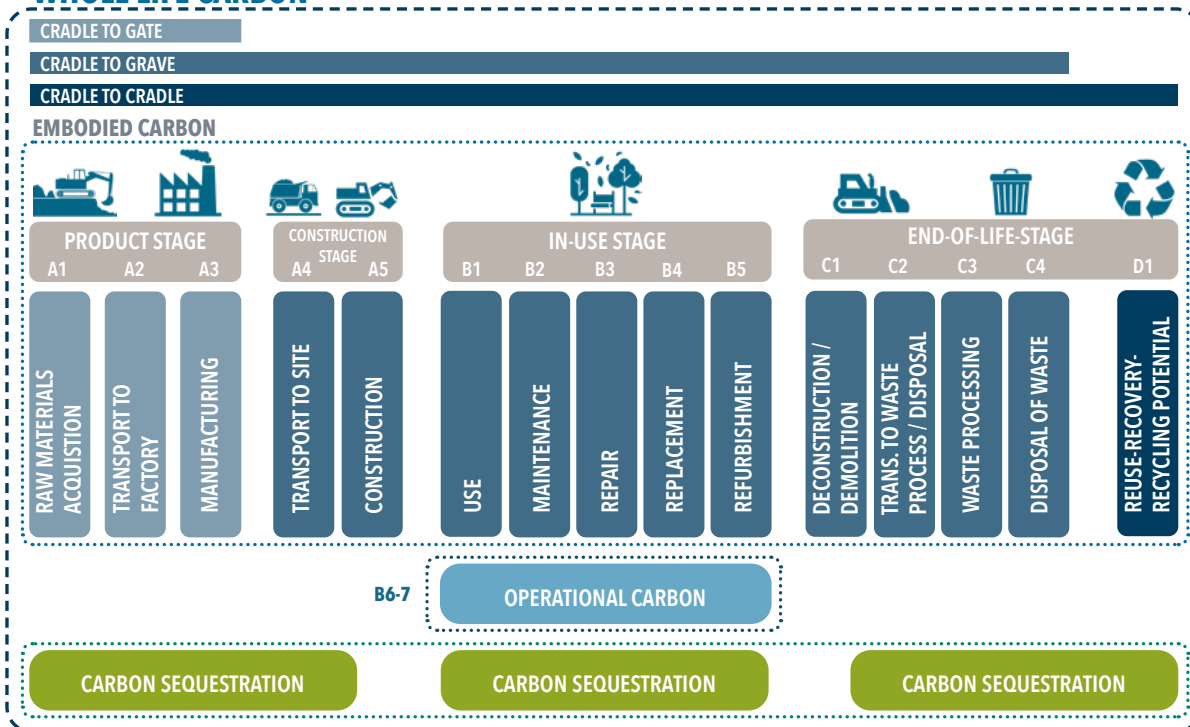 WHOLE LIFE CARBON
CRADLE TO GATE
CRADLE TO GRAVE
CRADLE TO CRADLE
EMBODIED CARBON
PRODUCT STAGE
A1 A2 A3
CONSTRUCTION
STAGE
A4 A5
IN-USE STAGE
B1 B2 B3 B4 B5
END-OF-LIFE-STAGE
C1 C2 C3 C4 D1
RAW MATERIALS
ACQUISTION
TRANSPORT TO
FACTORY
MANUFACTURING
TRANSPORT TO SITE
CONSTRUCTION
USE
MAINTENANCE
REPAIR
REPLACEMENT
REFURBISHMENT
DECONSTRUCTION /
DEMOLITION
TRANS. TO WASTE
PROCESS / DISPOSAL
WASTE PROCESSING
DISPOSAL OF WASTE
REUSE-RECOVERY-
RECYCLING POTENTIAL
B6-7
OPERATIONAL CARBON
CARBON SEQUESTRATION
CARBON SEQUESTRATION
CARBON SEQUESTRATION